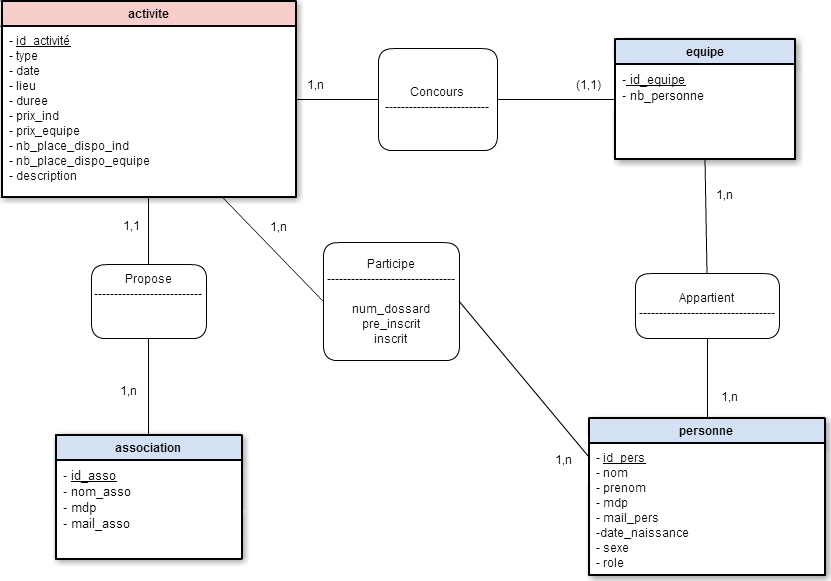 activite
- id_activité
- type
- date
- lieu
- duree
- prix_ind
- prix_equipe
- nb_place_dispo_ind
- nb_place_dispo_equipe
- description
1,n
Concours
(1,1)
equipe
- id_equipe
- nb_personne
1,1
1,n
1,n
Propose
Participe
num_dossard
pre_inscrit
inscrit
Appartient
1,n
1,n
1,n
association
- id_asso
- nom_asso
- mdp
- mail_asso
personne
- id_pers
- nom
- prenom
- mdp
- mail_pers
-date_naissance
- sexe
- role